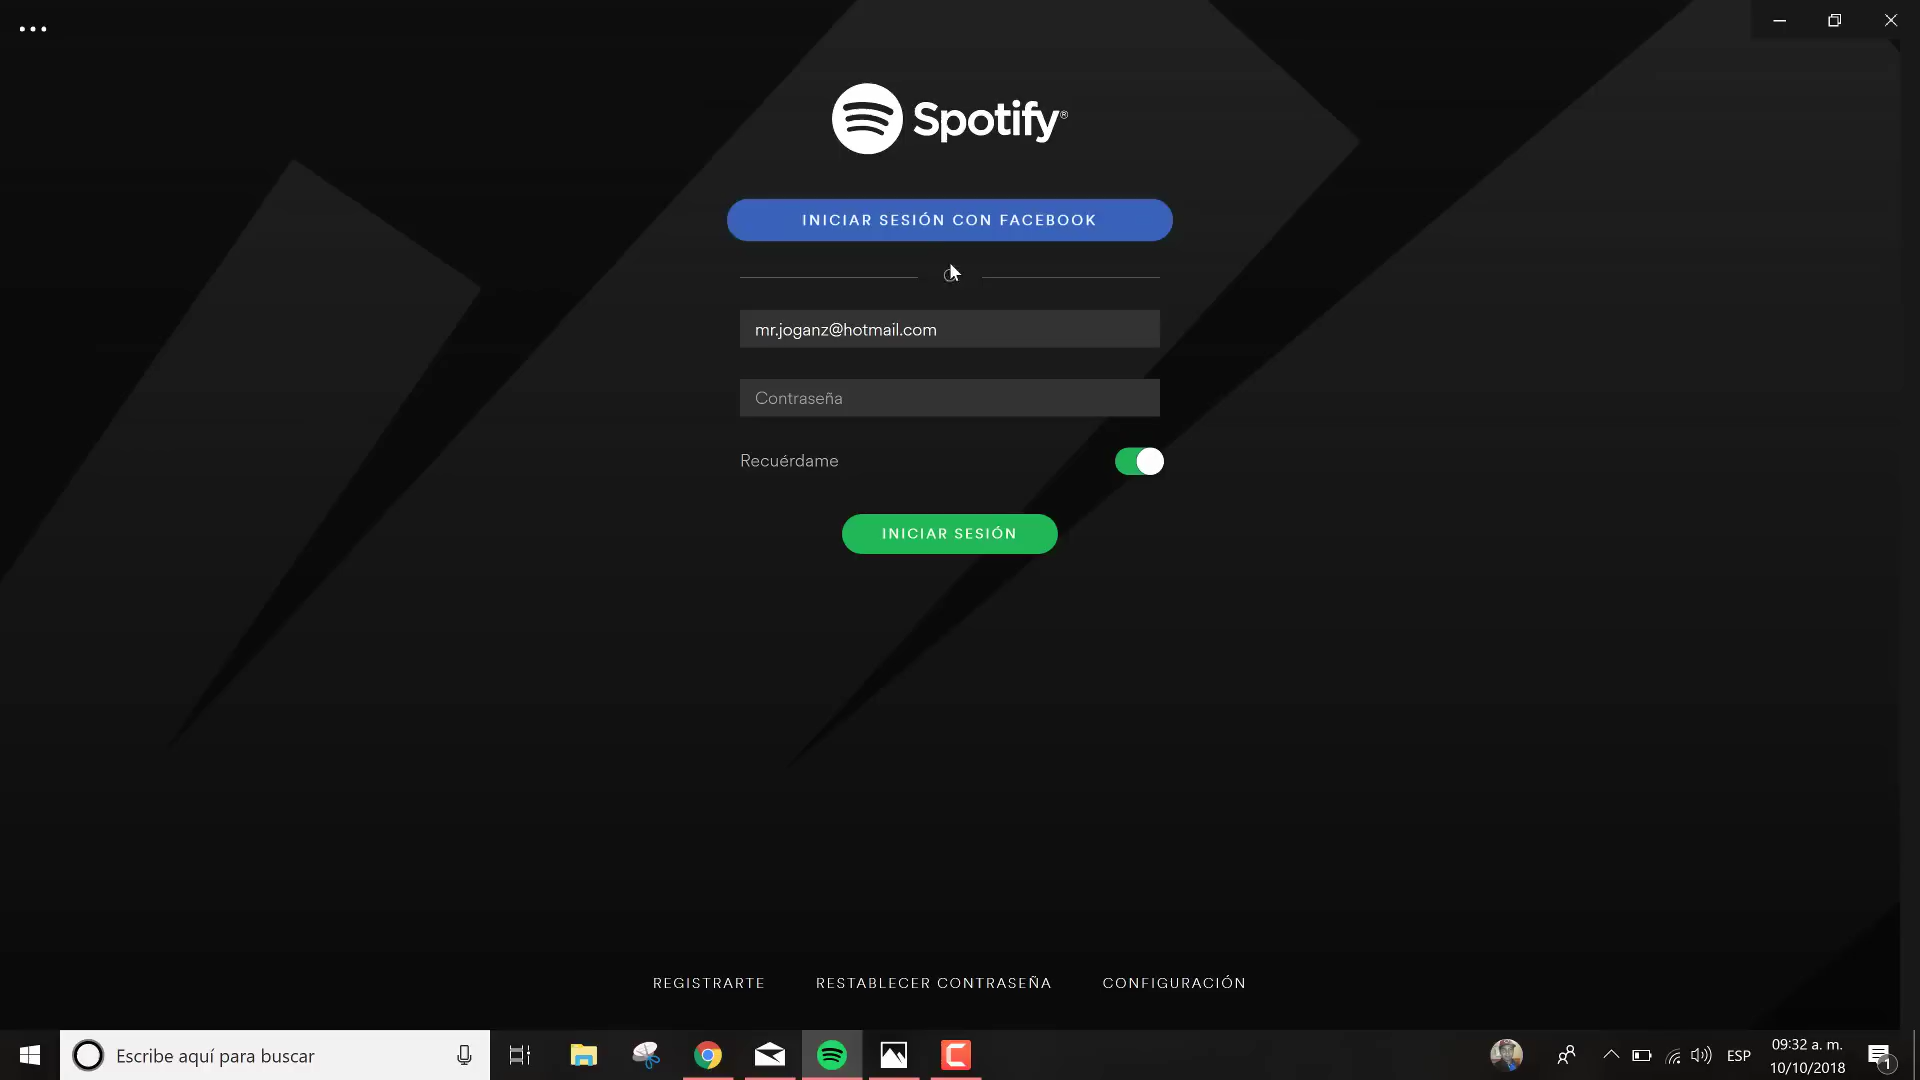 Spotify®
INICIAR SESIÓN CON FACEBOOK
mr.joganz@hotmail.com
Contraseña
Recuérdame
INICIAR SESIÓN
REGISTRARTE
RESTABLECER CONTRASEÑA
CONFIGURACIÓN
Escribe aquí para buscar
ESP
09:32 a. m.
10/10/2018
1